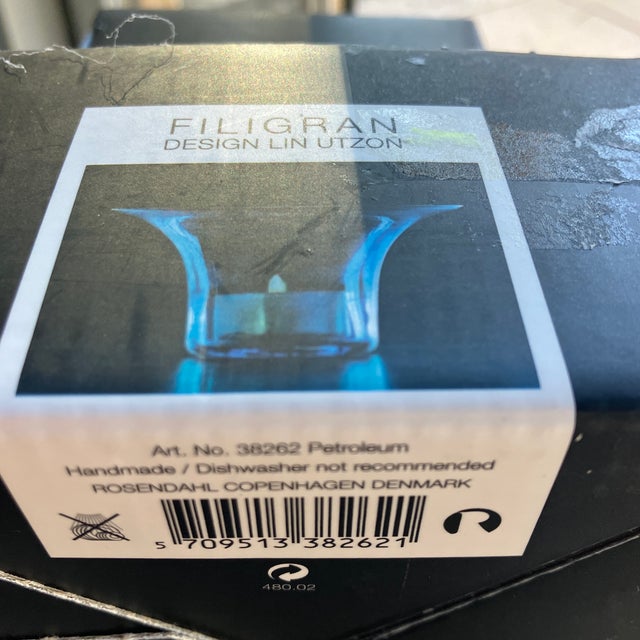 FILIGRAN
DESIGN LIN UTZON
Art. No. 38262 Petroleum
Handmade / Dishwasher not recommended
ROSENDAHL COPENHAGEN DENMARK
5 709513 382621
480.02